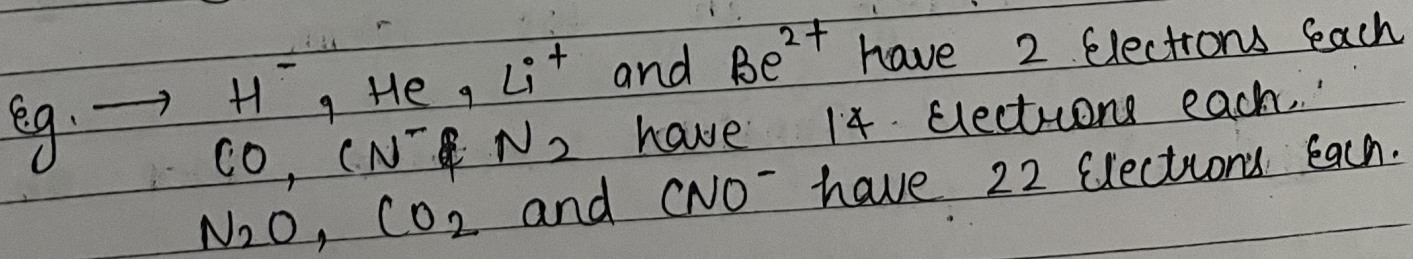 Eg. → H⁻, He, Li⁺ and Be²⁺ have 2 Electrons Each
CO, CN⁻ & N₂ have 14 Electrons each.
N₂O, CO₂ and CNO⁻ have 22 Electrons Each.